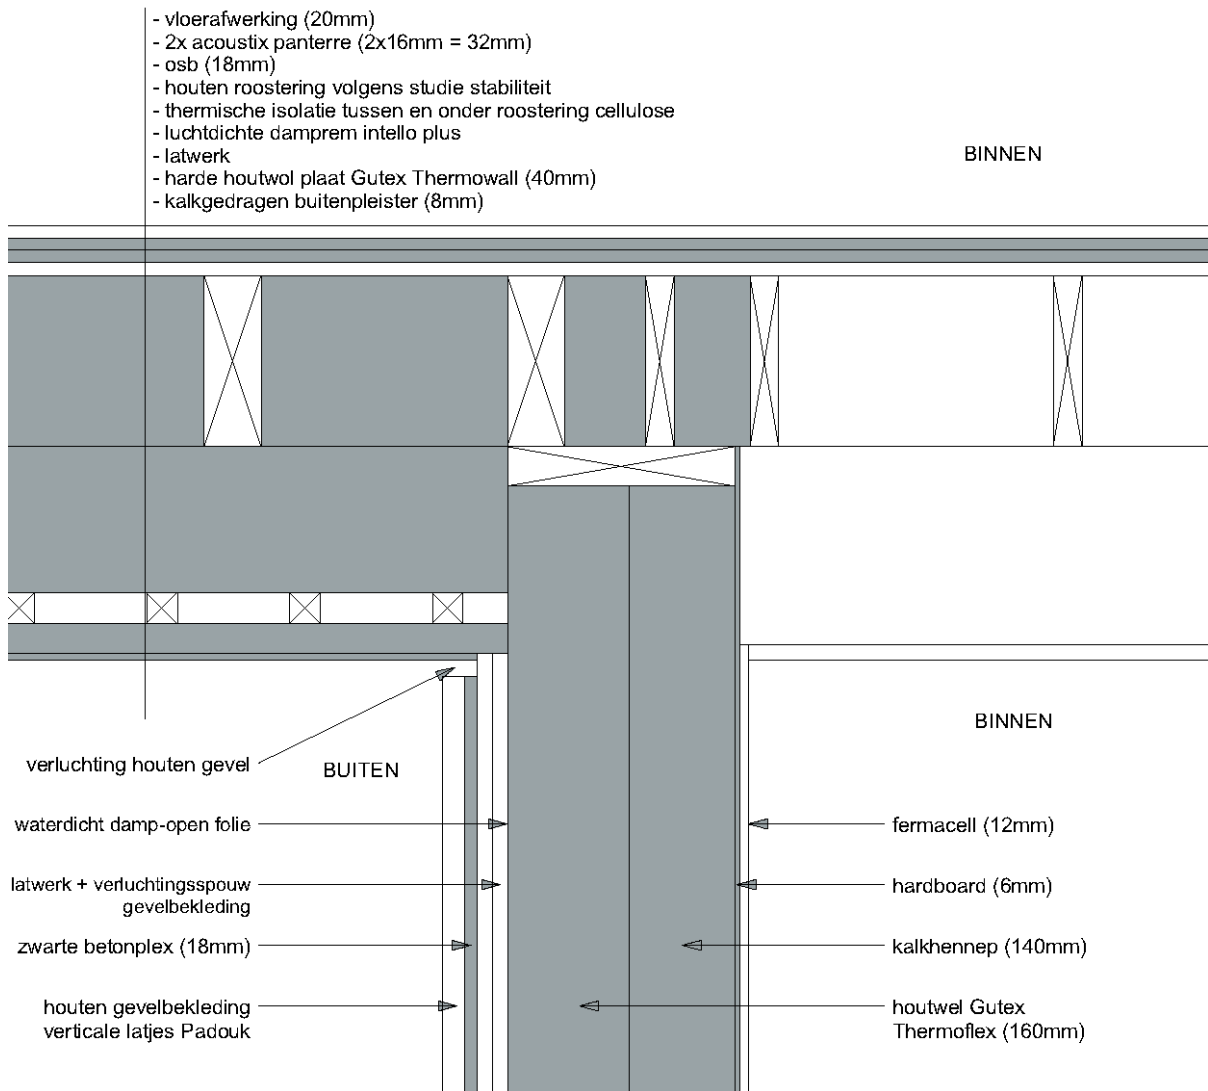 - vloerafwerking (20mm)
- 2x acoustix panterre (2x16mm = 32mm)
- osb (18mm)
- houten roostering volgens studie stabiliteit
- thermische isolatie tussen en onder roostering cellulose
- luchtdichte damprem intello plus
- latwerk
- harde houtwol plaat Gutex Thermowall (40mm)
- kalkgedragen buitenpleister (8mm)
BINNEN
BINNEN
verluchting houten gevel
BUITEN
waterdicht damp-open folie
latwerk + verluchtingsspouw
gevelbekleding
zwarte betonplex (18mm)
houten gevelbekleding
verticale latjes Padouk
fermacell (12mm)
hardboard (6mm)
kalkhennep (140mm)
houtwel Gutex
Thermoflex (160mm)